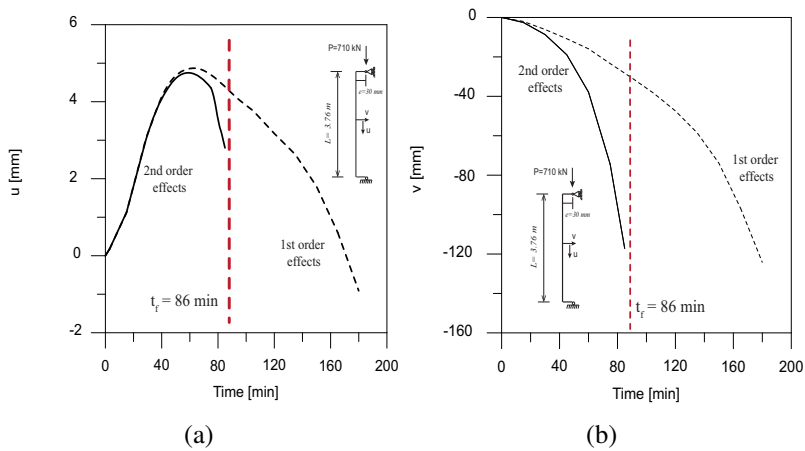 6
4
2
0
-2
u [mm]
0
40
80
120
160
200
Time [min]
2nd order
effects
1st order
effects
t_f = 86 min
P=710 kN
e=30 mm
L= 3.76 m
v
u
(a)
0
-40
-80
-120
-160
v [mm]
0
40
80
120
160
200
Time [min]
2nd order
effects
1st order
effects
t_f = 86 min
P=710 kN
e=30 mm
L= 3.76 m
v
u
(b)